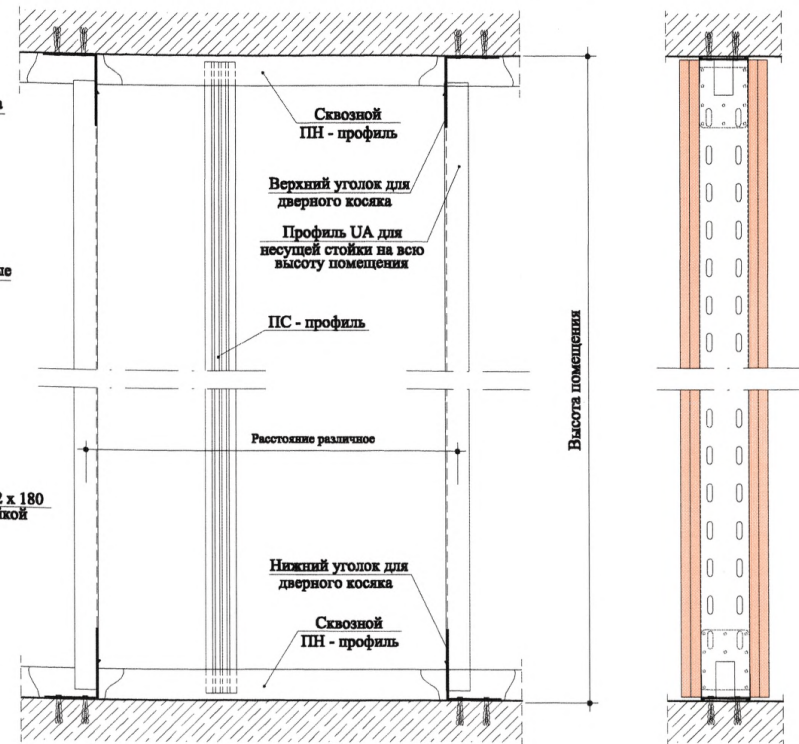 Сквозной
ПН - профиль
Верхний уголок для
дверного косяка
Профиль UA для
несущей стойки на всю
высоту помещения
ПС - профиль
Высота помещения
Расстояние различное
х 180
Нижний уголок для
дверного косяка
Сквозной
ПН - профиль